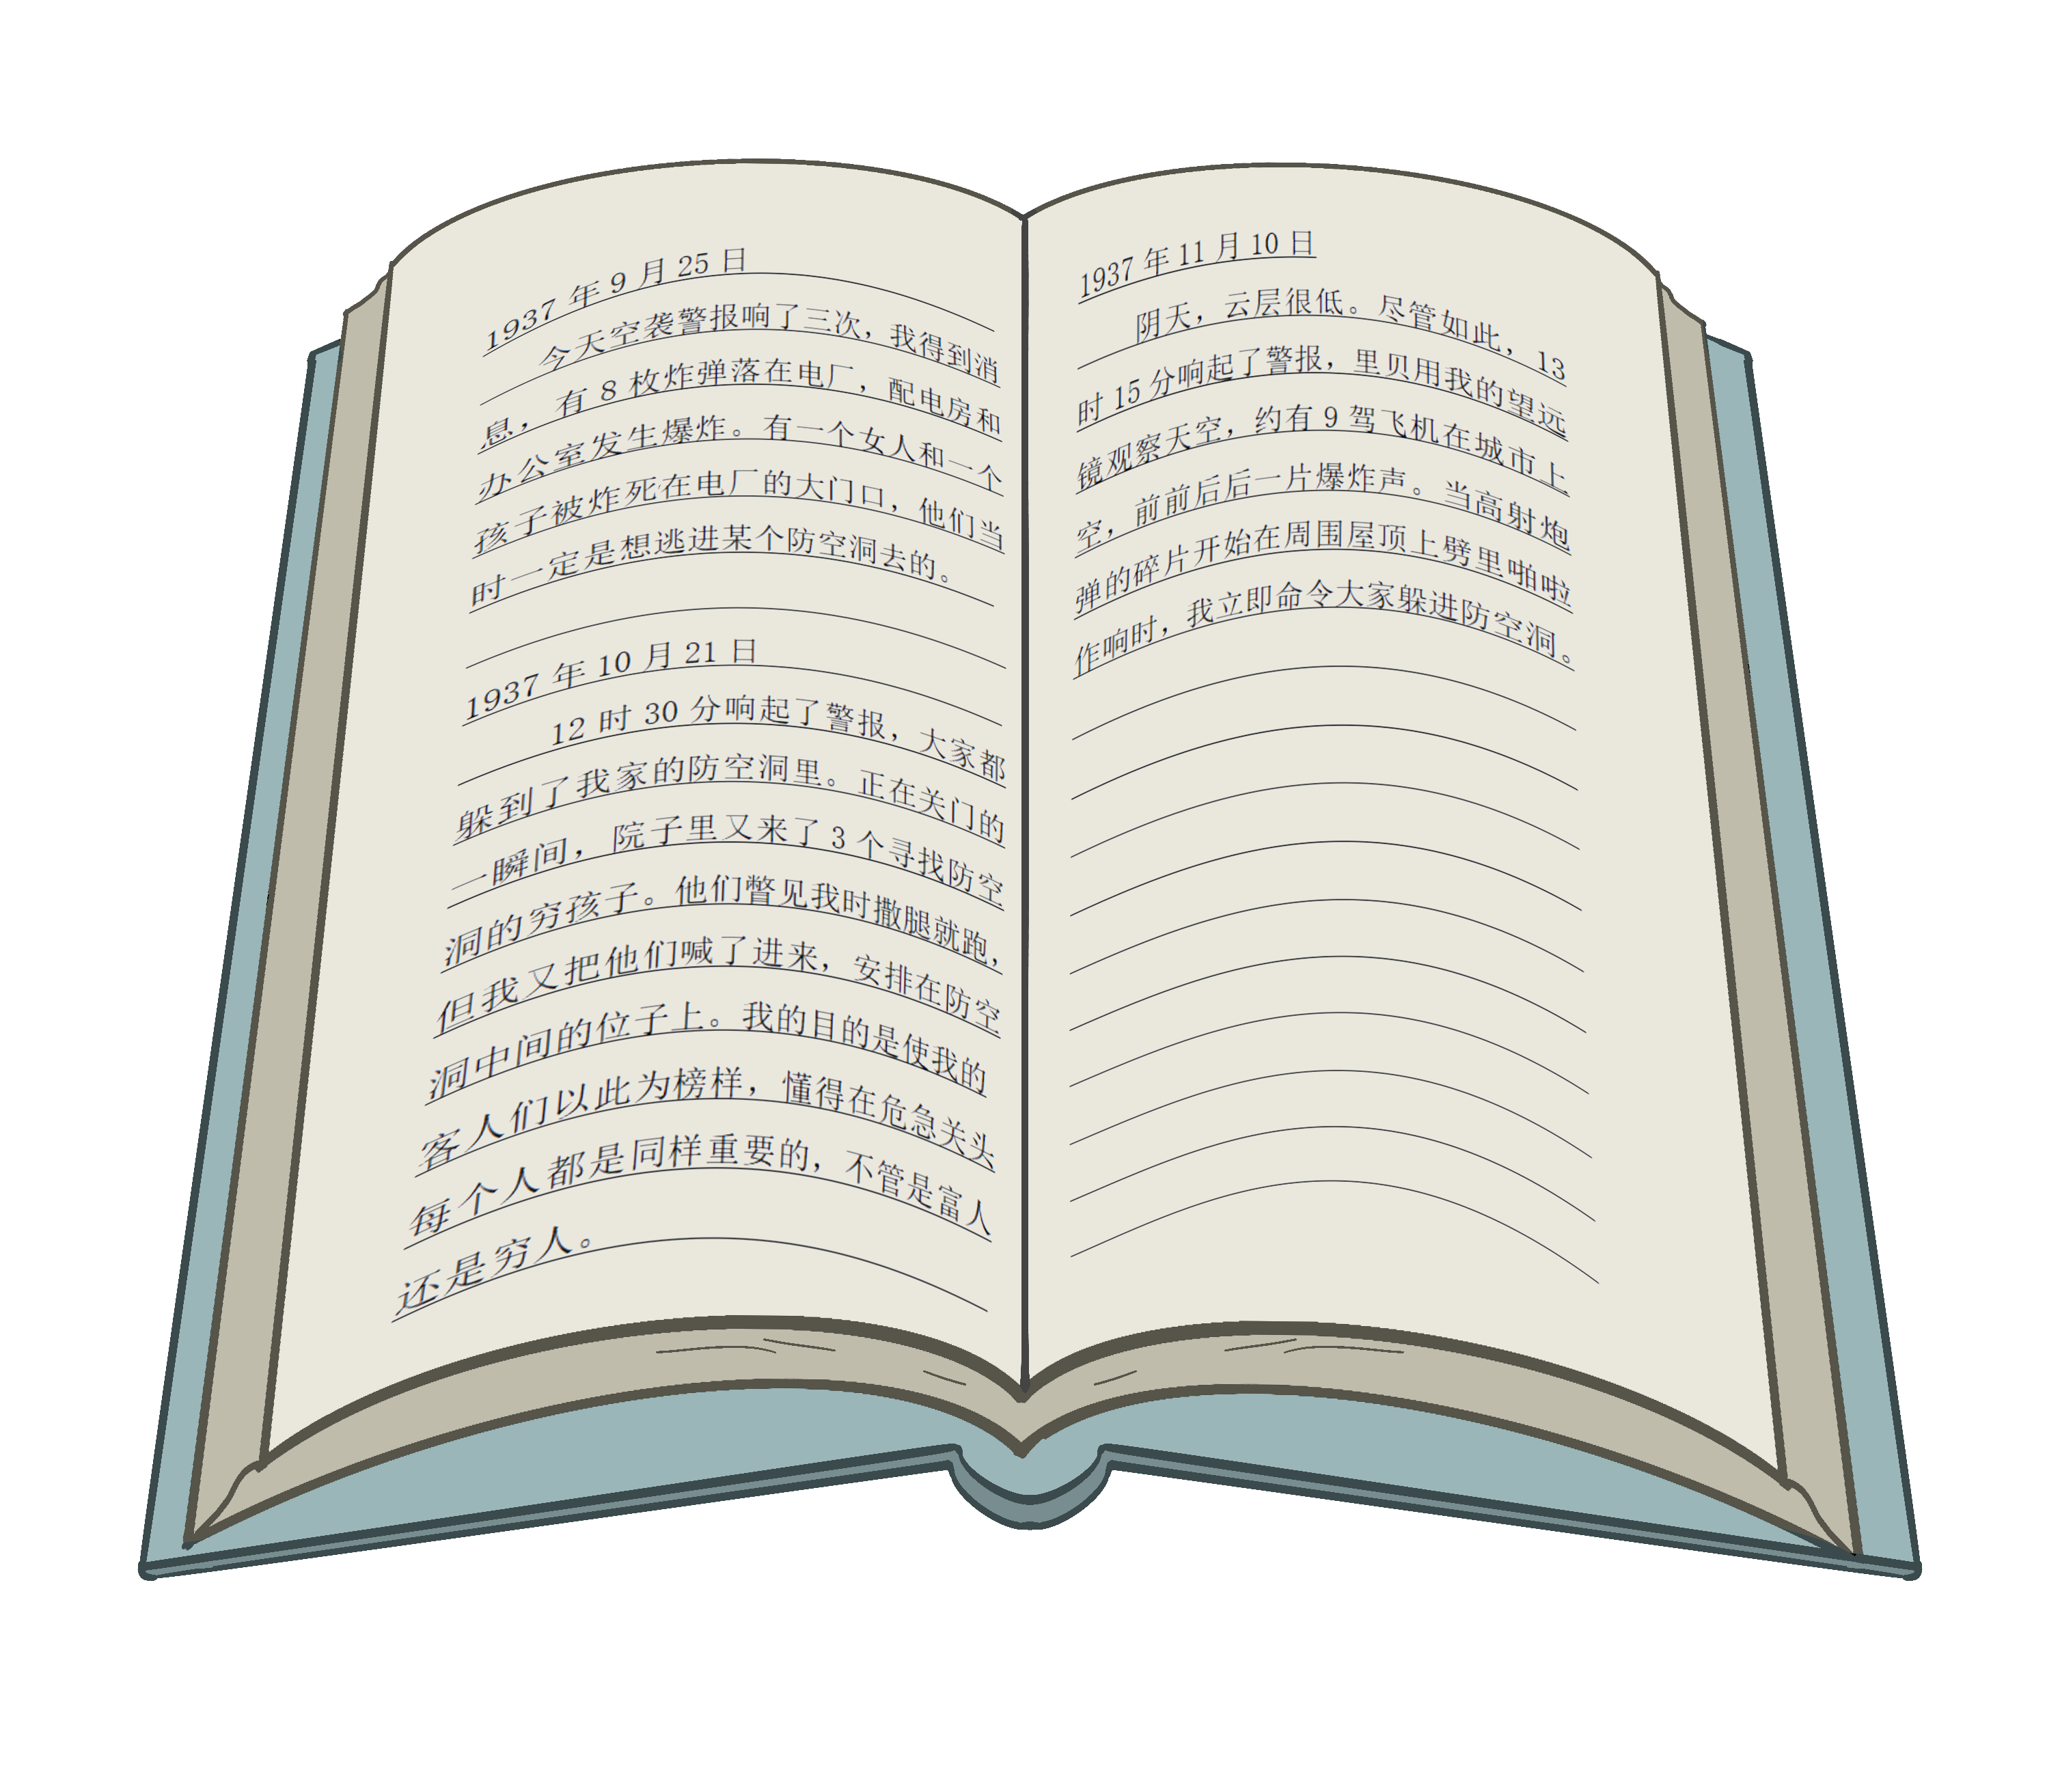 1937 年 9 月 25 日
今天空袭警报响了三次，我得到消
息，有 8 枚炸弹落在电厂，配电房和
办公室发生爆炸。有一个女人和一个
孩子被炸死在电厂的大门口，他们当
时一定是想逃进某个防空洞去的。
1937 年 10 月 21 日
12 时 30 分响起了警报，大家都
躲到了我家的防空洞里。正在关门的
一瞬间，院子里又来了 3 个寻找防空
洞的穷孩子。他们瞥见我时撒腿就跑，
但我又把他们喊了进来，安排在防空
洞中间的位子上。我的目的是使我的
客人们以此为榜样，懂得在危急关头
每个人都是同样重要的，不管是富人
还是穷人。
1937 年 11 月 10 日
阴天，云层很低。尽管如此，13
时 15 分响起了警报，里贝用我的望远
镜观察天空，约有 9 驾飞机在城市上
空，前前后后一片爆炸声。当高射炮
弹的碎片开始在周围屋顶上劈里啪啦
作响时，我立即命令大家躲进防空洞。